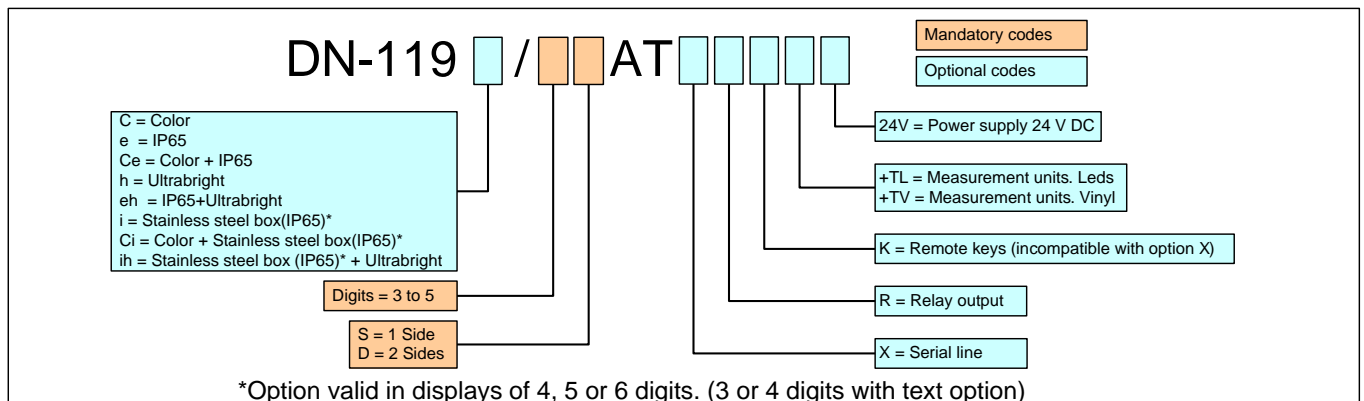 DN-119 / AT
Mandatory codes
Optional codes
C = Color
e = IP65
Ce = Color + IP65
h = Ultrabright
eh = IP65+Ultrabright
i = Stainless steel box(IP65)*
Ci = Color + Stainless steel box(IP65)*
ih = Stainless steel box (IP65)* + Ultrabright
Digits = 3 to 5
S = 1 Side
D = 2 Sides
24V = Power supply 24 V DC
+TL = Measurement units. Leds
+TV = Measurement units. Vinyl
K = Remote keys (incompatible with option X)
R = Relay output
X = Serial line
*Option valid in displays of 4, 5 or 6 digits. (3 or 4 digits with text option)